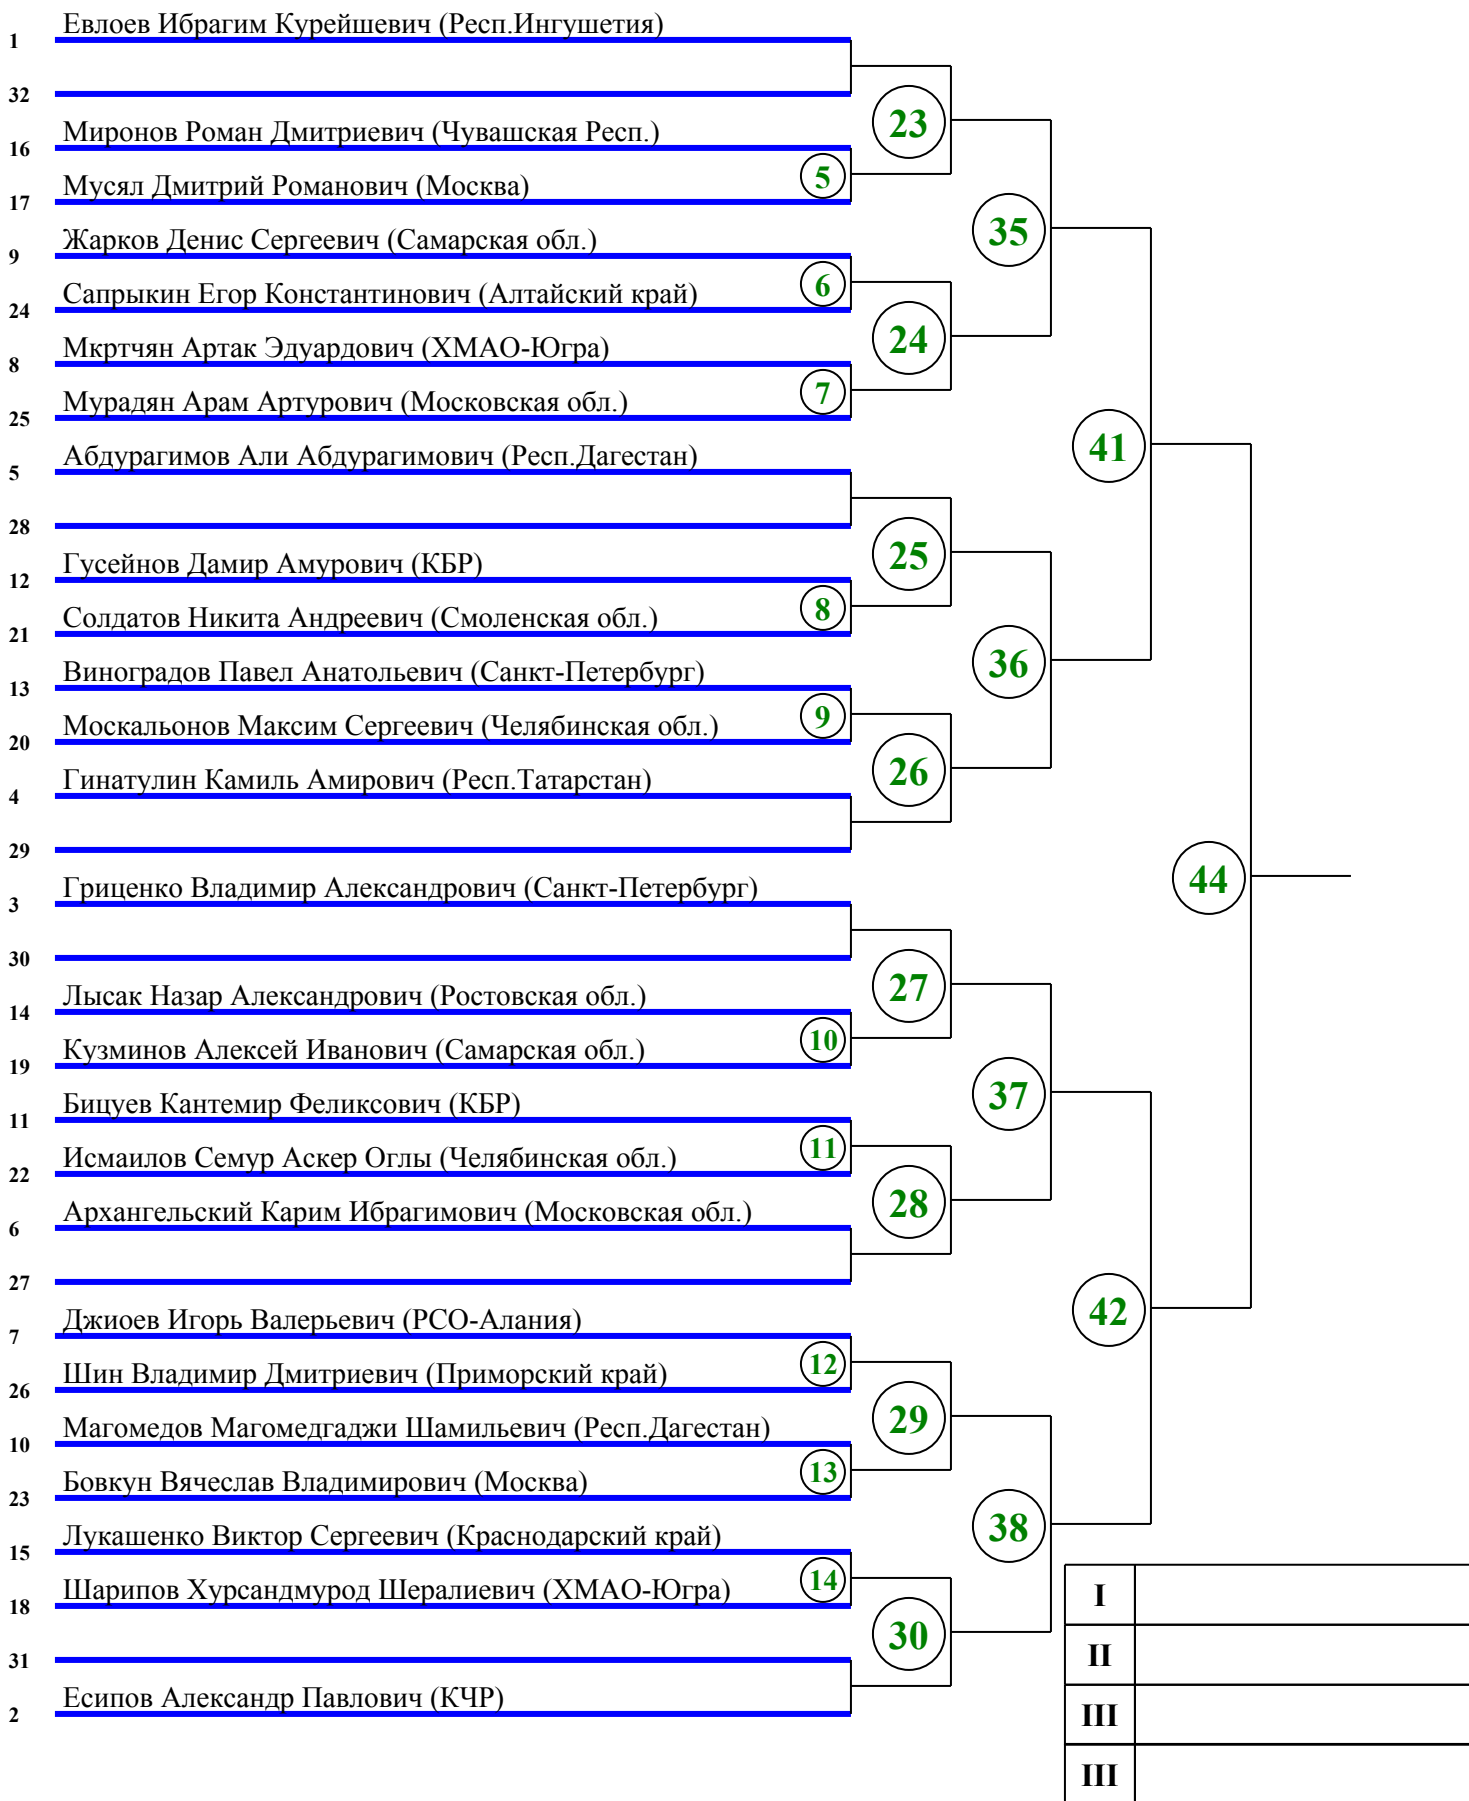 Евлоев Ибрагим Курейшевич (Респ.Ингушетия)
1
32
23
Миронов Роман Дмитриевич (Чувашская Респ.)
16
5
Мусял Дмитрий Романович (Москва)
17
35
Жарков Денис Сергеевич (Самарская обл.)
9
6
Сапрыкин Егор Константинович (Алтайский край)
24
24
Мкртчян Артак Эдуардович (ХМАО-Югра)
8
7
Мурадян Арам Артурович (Московская обл.)
25
41
Абдурагимов Али Абдурагимович (Респ.Дагестан)
5
28
25
Гусейнов Дамир Амурович (КБР)
12
8
Солдатов Никита Андреевич (Смоленская обл.)
21
36
Виноградов Павел Анатольевич (Санкт-Петербург)
13
9
Москальонов Максим Сергеевич (Челябинская обл.)
20
26
Гинатулин Камиль Амирович (Респ.Татарстан)
4
29
44
Гриценко Владимир Александрович (Санкт-Петербург)
3
30
27
Лысак Назар Александрович (Ростовская обл.)
14
10
Кузминов Алексей Иванович (Самарская обл.)
19
37
Бицуев Кантемир Феликсович (КБР)
11
11
Исмаилов Семур Аскер Оглы (Челябинская обл.)
22
28
Архангельский Карим Ибрагимович (Московская обл.)
6
27
42
Джиоев Игорь Валерьевич (РСО-Алания)
7
12
Шин Владимир Дмитриевич (Приморский край)
26
29
Магомедов Магомедгаджи Шамильевич (Респ.Дагестан)
10
13
Бовкун Вячеслав Владимирович (Москва)
23
38
Лукашенко Виктор Сергеевич (Краснодарский край)
15
14
Шарипов Хурсандмурод Шералиевич (ХМАО-Югра)
18
30
31
Есипов Александр Павлович (КЧР)
2
I
II
III
III